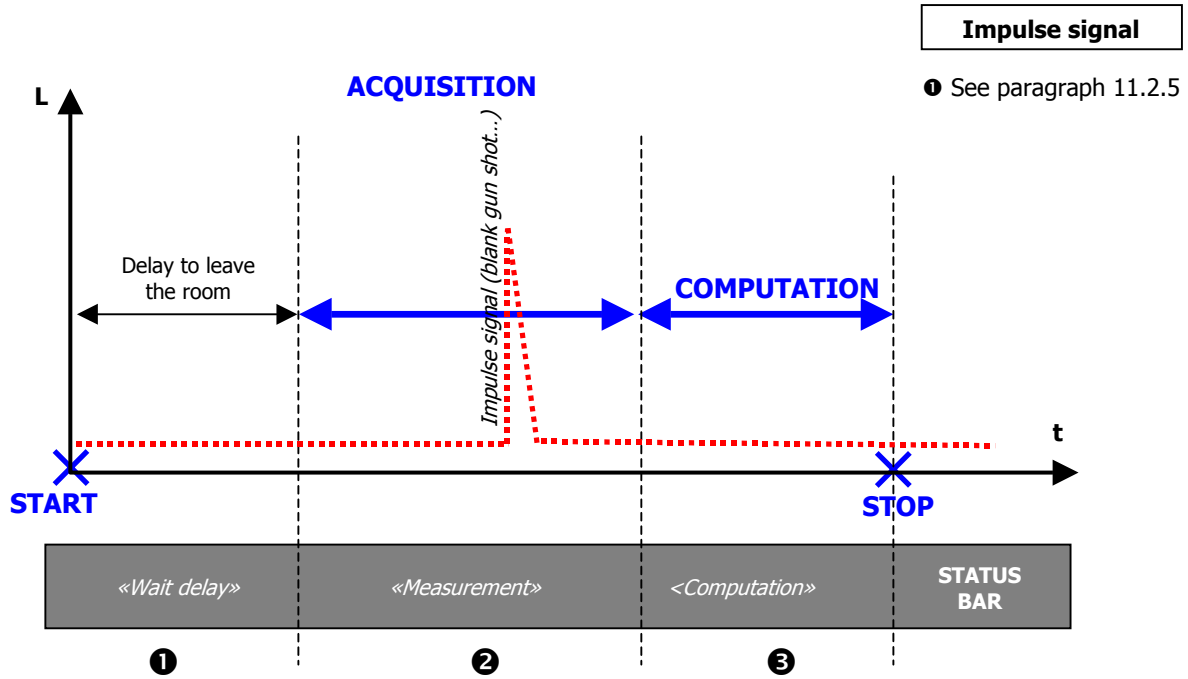 Impulse signal
❶ See paragraph 11.2.5
ACQUISITION
L
Impulse signal (blank gun shot...)
Delay to leave
the room
COMPUTATION
t
START
STOP
«Wait delay»
«Measurement»
<Computation»
STATUS
BAR
❶
❷
❸